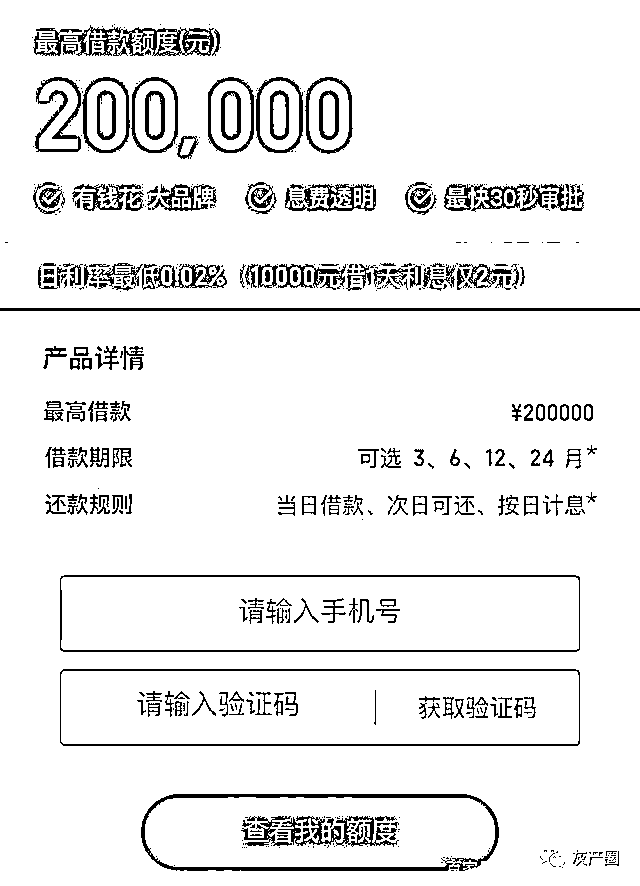 最高借款额度(元)
200,000
有钱花 大品牌 息费透明 最快30秒审批
日利率最低0.02%（10000元借1天利息仅2元）
产品详情
最高借款 ¥200000
借款期限 可选 3、6、12、24 月*
还款规则 当日借款、次日可还、按日计息*
请输入手机号
请输入验证码 获取验证码
查看我的额度
灰产圈